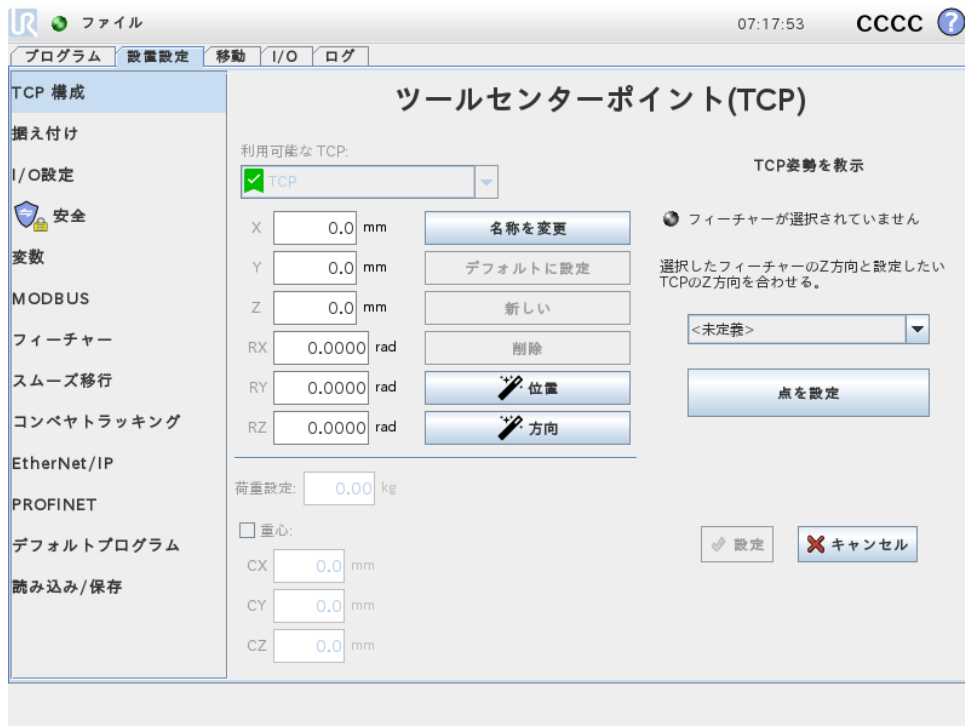 UR ファイル 07:17:53 CCCC ?
プログラム 設置設定 移動 I/O ログ
TCP 構成
据え付け
I/O設定
安全
変数
MODBUS
フィーチャー
スムーズ移行
コンベヤトラッキング
EtherNet/IP
PROFINET
デフォルトプログラム
読み込み/保存
ツールセンターポイント(TCP)
利用可能な TCP:
TCP
X 0.0 mm 名称を変更
Y 0.0 mm デフォルトに設定
Z 0.0 mm 新しい
RX 0.0000 rad 削除
RY 0.0000 rad 位置
RZ 0.0000 rad 方向
荷重設定: 0.00 kg
重心:
CX 0.0 mm
CY 0.0 mm
CZ 0.0 mm
TCP姿勢を教示
フィーチャーが選択されていません
選択したフィーチャーのZ方向と設定したい
TCPのZ方向を合わせる。
<未定義>
点を設定
設定 キャンセル